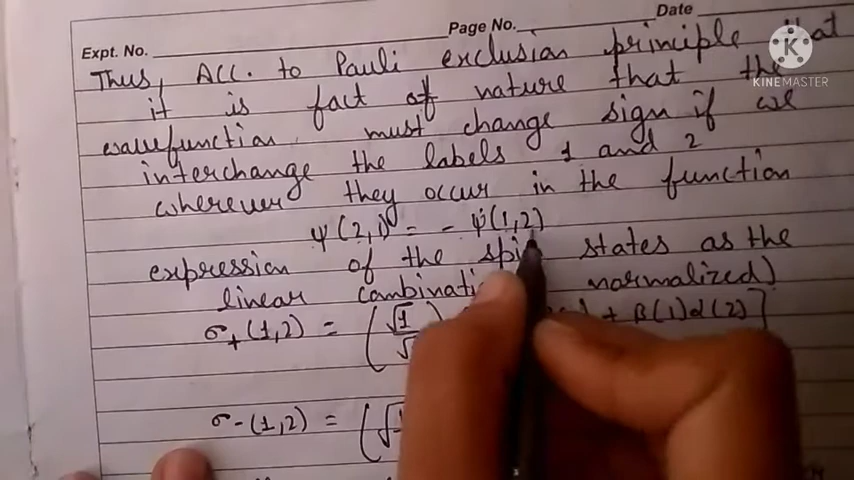 Expt. No.
Page No.
Date
K
KINEMASTER
Thus, ACC. to Pauli exclusion principle that
it is fact of nature that the
wavefunction must change sign if we
interchange the labels 1 and 2
wherever they occur in the function
ψ(2,1) = - ψ(1,2)
expression of the spin states as the
linear combinati normalized)
σ+(1,2) = (√1/√ + β(1)α(2)]
σ-(1,2) = (√